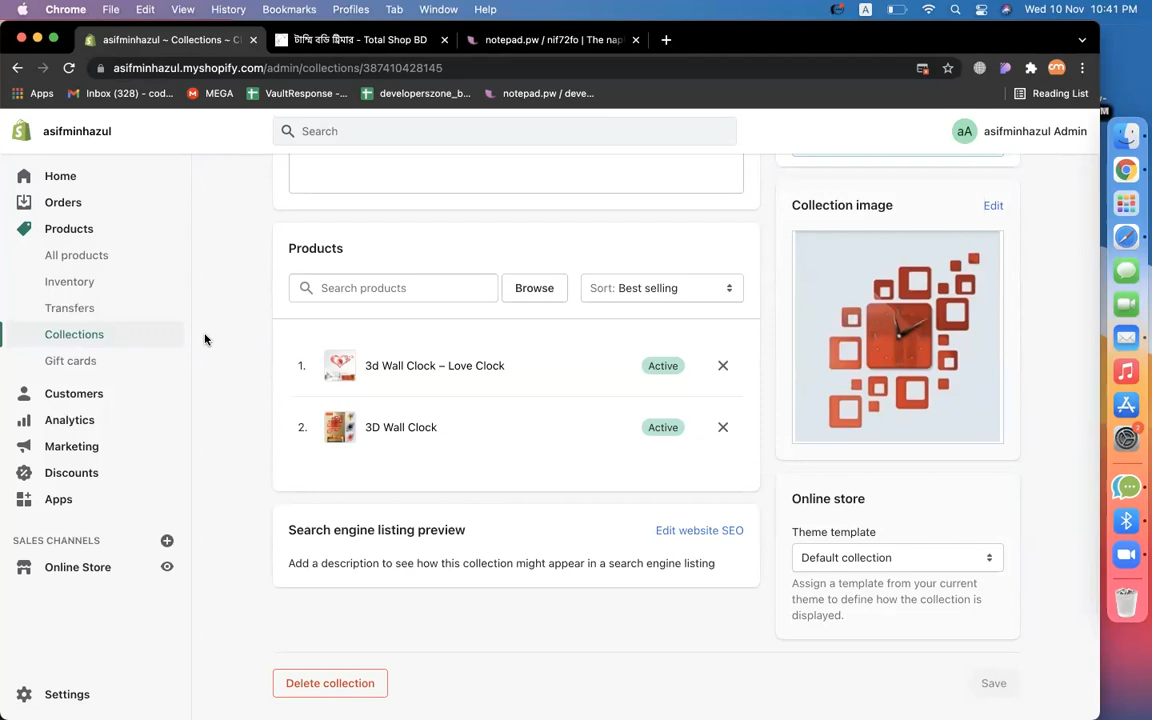 Chrome File Edit View History Bookmarks Profiles Tab Window Help A Wed 10 Nov 10:41 PM
asifminhazul ~ Collections ~ C
টাম্মি বডি ট্রিমার - Total Shop BD
notepad.pw / nif72fo | The na
asifminhazul.myshopify.com/admin/collections/387410428145
Apps Inbox (328) - cod... MEGA VaultResponse -... developerszone_b... notepad.pw / deve... Reading List
asifminhazul
Search
aA asifminhazul Admin
Home
Orders
Products
All products
Inventory
Transfers
Collections
Gift cards
Customers
Analytics
Marketing
Discounts
Apps
SALES CHANNELS
Online Store
Settings
Products
Search products
Browse
Sort: Best selling
1. 3d Wall Clock – Love Clock Active
2. 3D Wall Clock Active
Search engine listing preview
Edit website SEO
Add a description to see how this collection might appear in a search engine listing
Delete collection
Collection image
Edit
Online store
Theme template
Default collection
Assign a template from your current
theme to define how the collection is
displayed.
Save